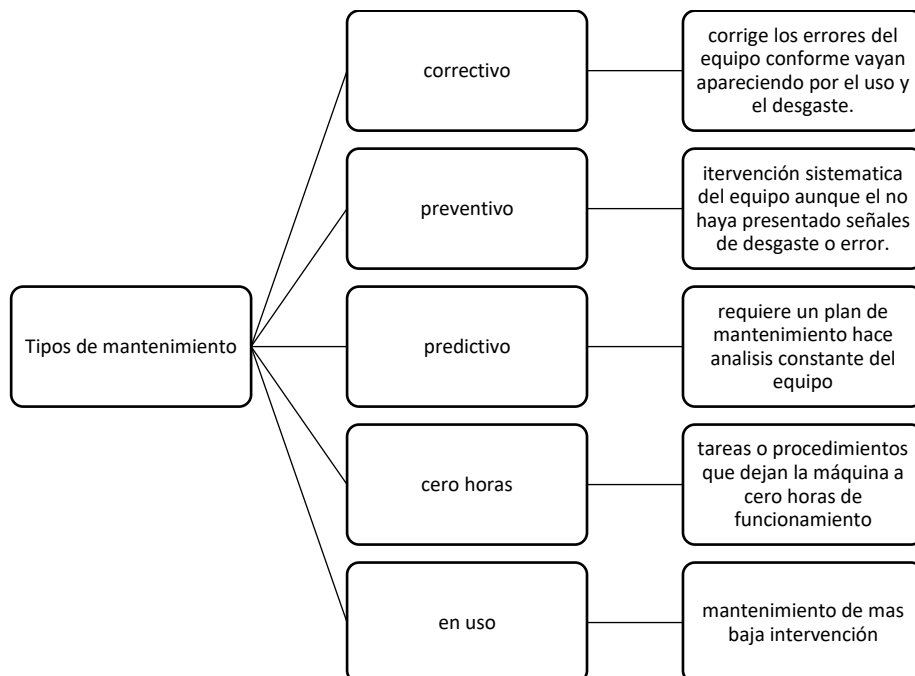 Tipos de mantenimiento
correctivo
corrige los errores del
equipo conforme vayan
apareciendo por el uso y
el desgaste.
preventivo
itervención sistematica
del equipo aunque el no
haya presentado señales
de desgaste o error.
predictivo
requiere un plan de
mantenimiento hace
analisis constante del
equipo
cero horas
tareas o procedimientos
que dejan la máquina a
cero horas de
funcionamiento
en uso
mantenimiento de mas
baja intervención